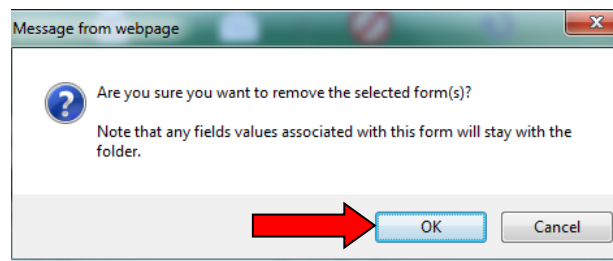 Message from webpage
x
Are you sure you want to remove the selected form(s)?
Note that any fields values associated with this form will stay with the
folder.
OK
Cancel